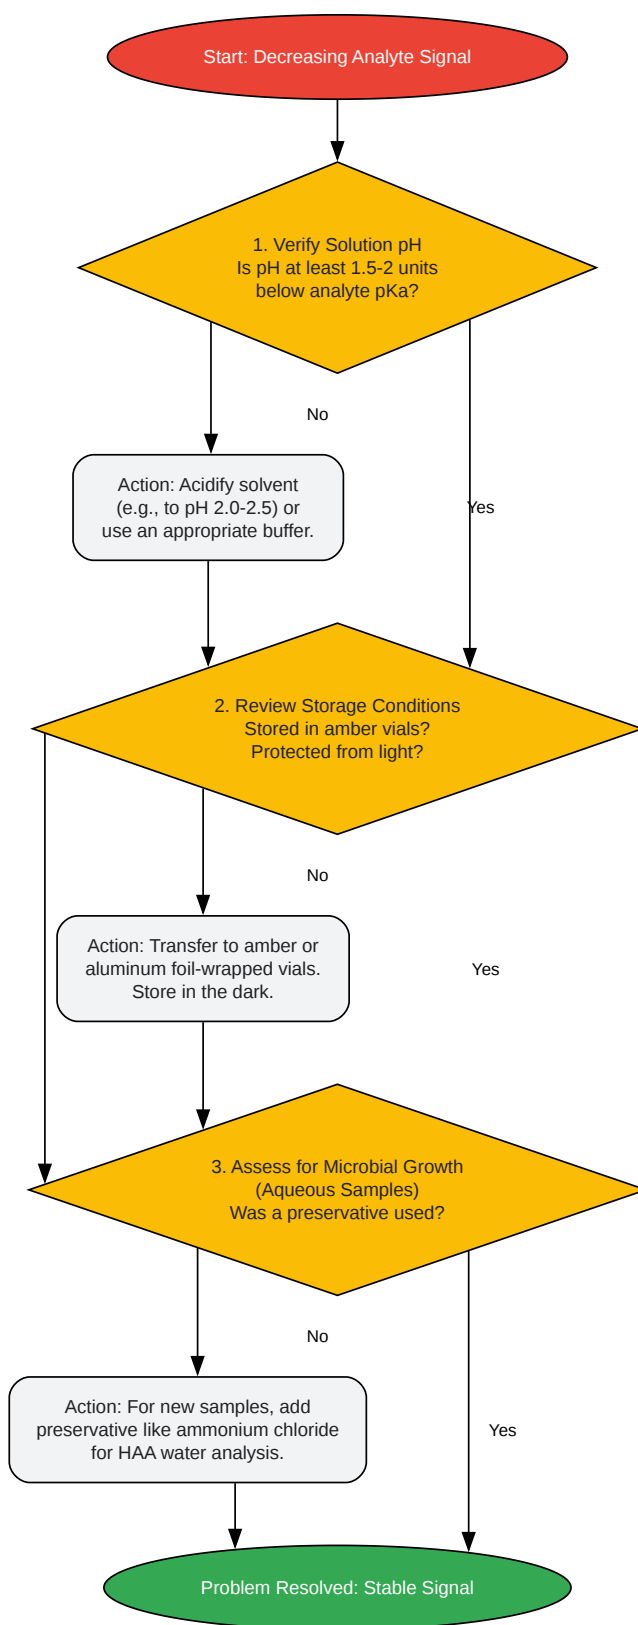 Start: Decreasing Analyte Signal
1. Verify Solution pH
Is pH at least 1.5-2 units
below analyte pKa?
No
Action: Acidify solvent
(e.g., to pH 2.0-2.5) or
use an appropriate buffer.
Yes
2. Review Storage Conditions
Stored in amber vials?
Protected from light?
No
Action: Transfer to amber or
aluminum foil-wrapped vials.
Store in the dark.
Yes
3. Assess for Microbial Growth
(Aqueous Samples)
Was a preservative used?
No
Action: For new samples, add
preservative like ammonium chloride
for HAA water analysis.
Yes
Problem Resolved: Stable Signal